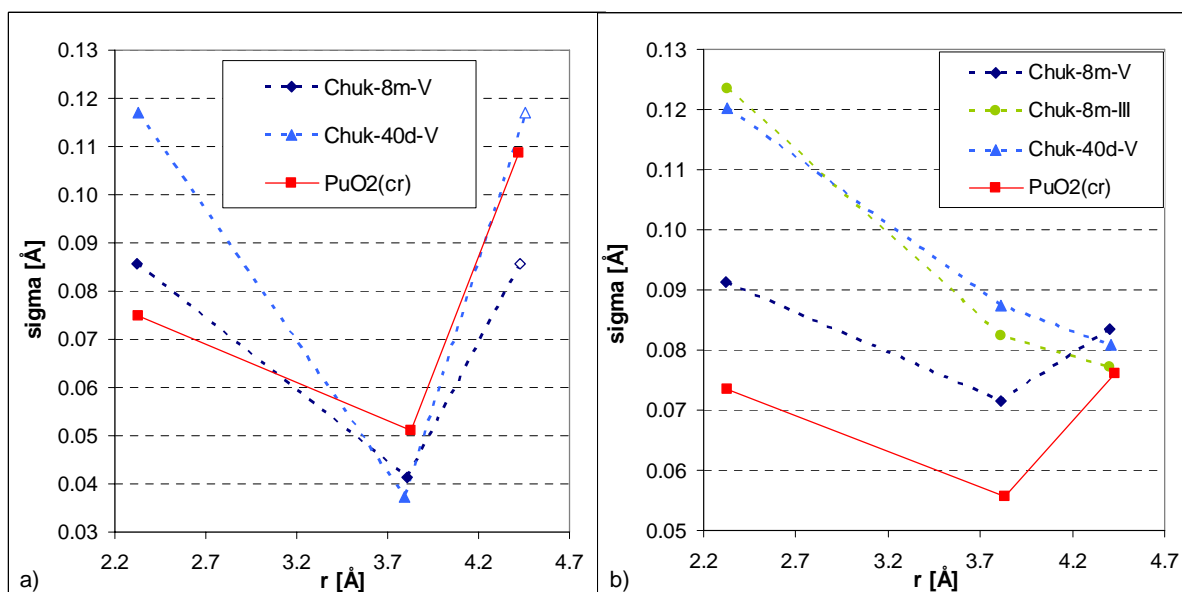 0.13
0.12
0.11
0.10
0.09
0.08
0.07
0.06
0.05
0.04
0.03
sigma [Å]
Chuk-8m-V
Chuk-40d-V
PuO2(cr)
2.2 2.7 3.2 3.7 4.2 4.7
r [Å]
a)
0.13
0.12
0.11
0.10
0.09
0.08
0.07
0.06
0.05
sigma [Å]
Chuk-8m-V
Chuk-8m-III
Chuk-40d-V
PuO2(cr)
2.2 2.7 3.2 3.7 4.2 4.7
r [Å]
b)